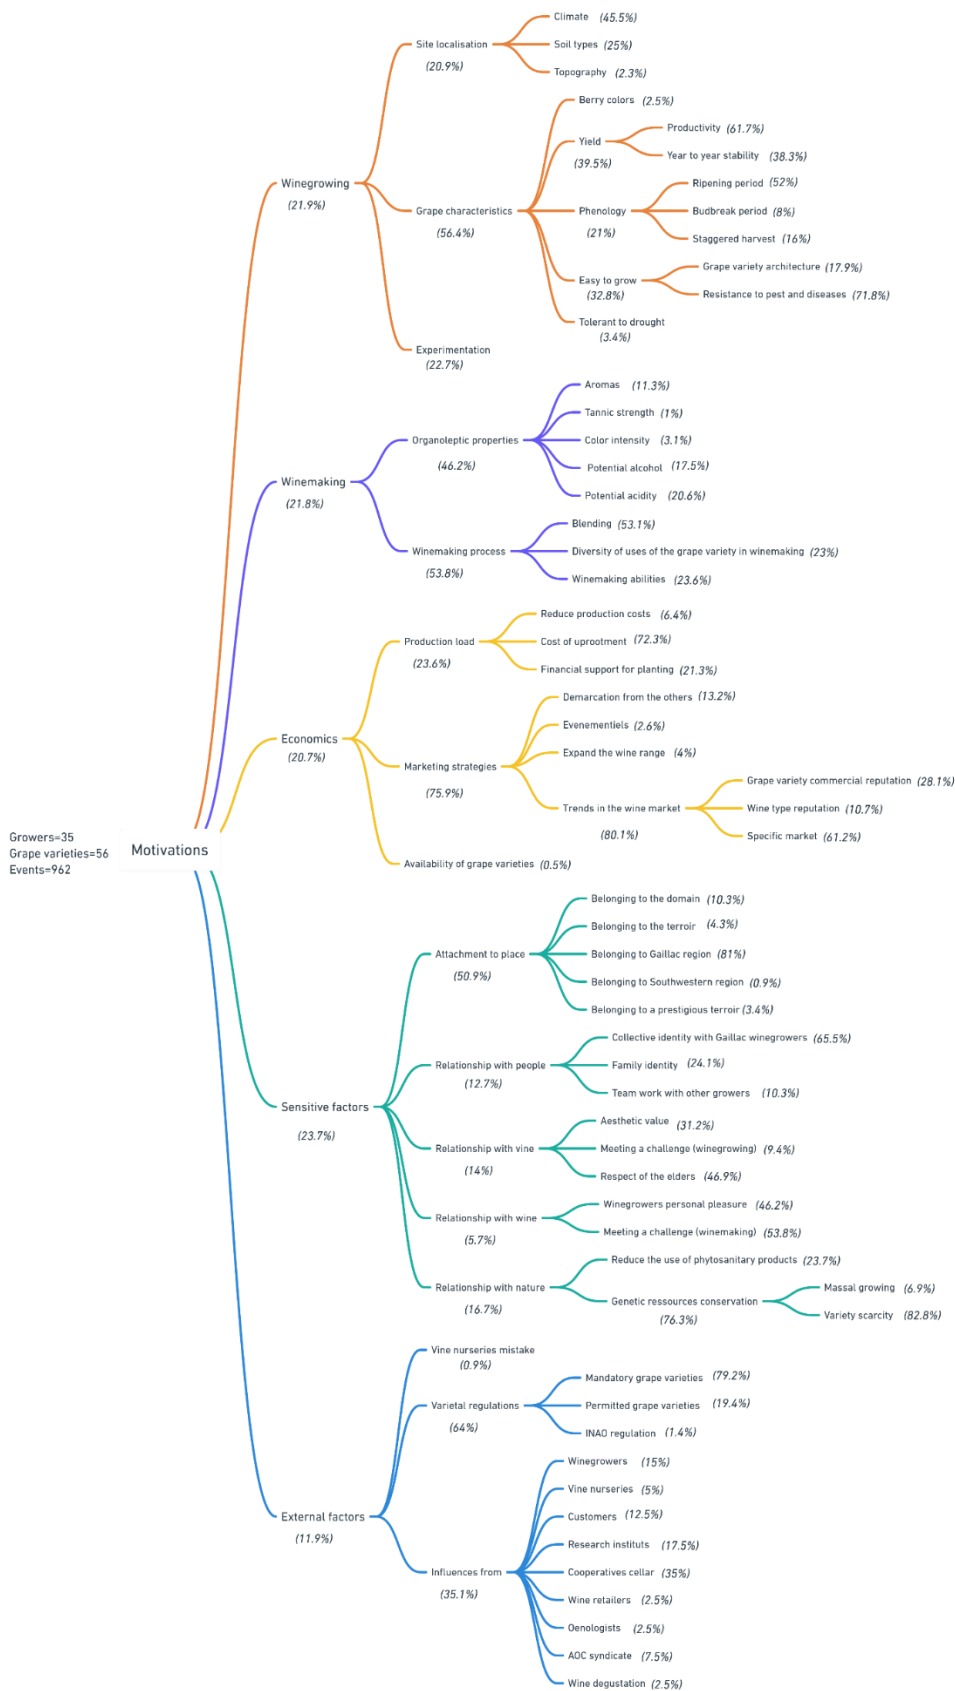 Climate (45.5%)
Site localisation
(20.9%)
Soil types (25%)
Topography (2.3%)
Berry colors (2.5%)
Productivity (61.7%)
Yield
(39.5%)
Year to year stability (38.3%)
Winegrowing
(21.9%)
Ripening period (52%)
Grape characteristics
(56.4%)
Phenology
(21%)
Budbreak period (8%)
Staggered harvest (16%)
Grape variety architecture (17.9%)
Easy to grow
(32.8%)
Resistance to pest and diseases (71.8%)
Tolerant to drought
(3.4%)
Experimentation
(22.7%)
Aromas (11.3%)
Tannic strength (1%)
Organoleptic properties
(46.2%)
Color intensity (3.1%)
Potential alcohol (17.5%)
Winemaking
(21.8%)
Potential acidity (20.6%)
Blending (53.1%)
Winemaking process
(53.8%)
Diversity of uses of the grape variety in winemaking (23%)
Winemaking abilities (23.6%)
Reduce production costs (6.4%)
Production load
(23.6%)
Cost of uprootment (72.3%)
Financial support for planting (21.3%)
Demarcation from the others (13.2%)
Evenementiels (2.6%)
Economics
(20.7%)
Expand the wine range (4%)
Marketing strategies
(75.9%)
Grape variety commercial reputation (28.1%)
Trends in the wine market
(80.1%)
Wine type reputation (10.7%)
Specific market (61.2%)
Growers=35
Grape varieties=56
Events=962
Motivations
Availability of grape varieties (0.5%)
Belonging to the domain (10.3%)
Belonging to the terroir (4.3%)
Attachment to place
(50.9%)
Belonging to Gaillac region (81%)
Belonging to Southwestern region (0.9%)
Belonging to a prestigious terroir (3.4%)
Collective identity with Gaillac winegrowers (65.5%)
Relationship with people
(12.7%)
Family identity (24.1%)
Team work with other growers (10.3%)
Sensitive factors
(23.7%)
Aesthetic value (31.2%)
Relationship with vine
(14%)
Meeting a challenge (winegrowing) (9.4%)
Respect of the elders (46.9%)
Winegrowers personal pleasure (46.2%)
Relationship with wine
(5.7%)
Meeting a challenge (winemaking) (53.8%)
Reduce the use of phytosanitary products (23.7%)
Relationship with nature
(16.7%)
Massal growing (6.9%)
Genetic ressources conservation
(76.3%)
Variety scarcity (82.8%)
Vine nurseries mistake
(0.9%)
Mandatory grape varieties (79.2%)
Varietal regulations
(64%)
Permitted grape varieties (19.4%)
INAO regulation (1.4%)
Winegrowers (15%)
Vine nurseries (5%)
External factors
(11.9%)
Customers (12.5%)
Research instituts (17.5%)
Influences from
(35.1%)
Cooperatives cellar (35%)
Wine retailers (2.5%)
Oenologists (2.5%)
AOC syndicate (7.5%)
Wine degustation (2.5%)